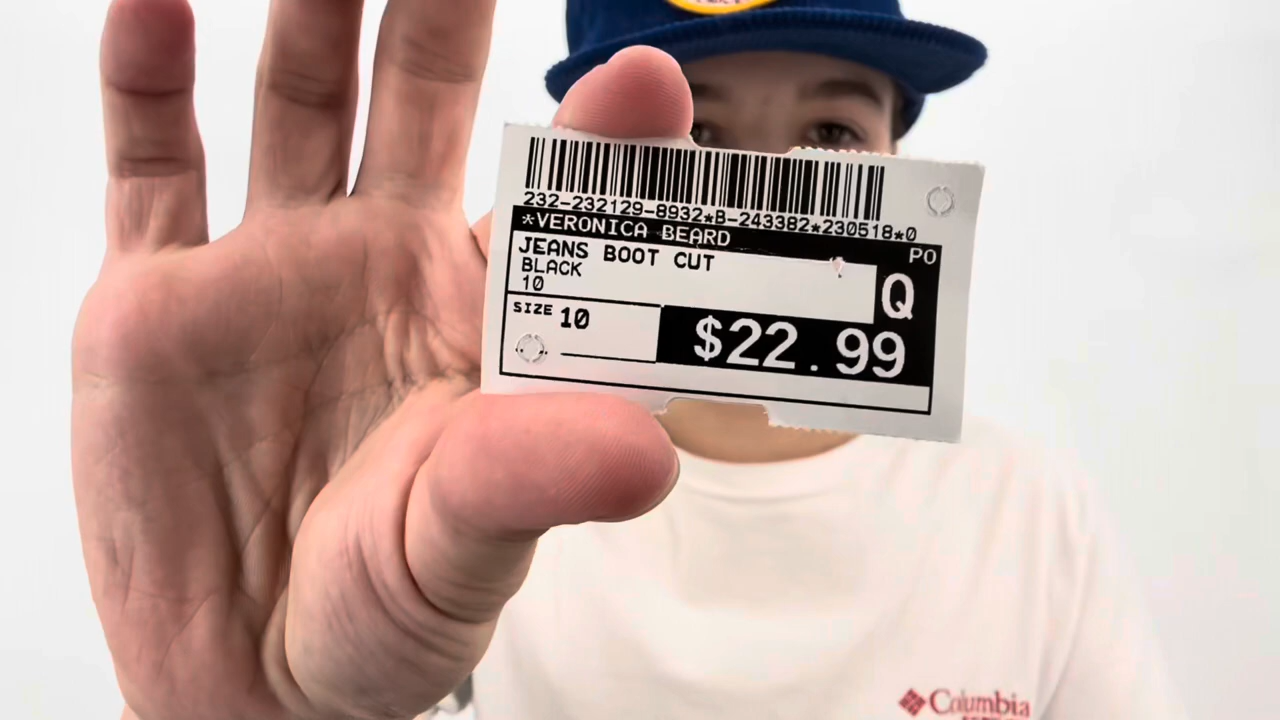 232-232129-8932*B-243382*230518*0
*VERONICA BEARD
PO
JEANS BOOT CUT
BLACK
10
Q
SIZE 10
$22.99
Columbia